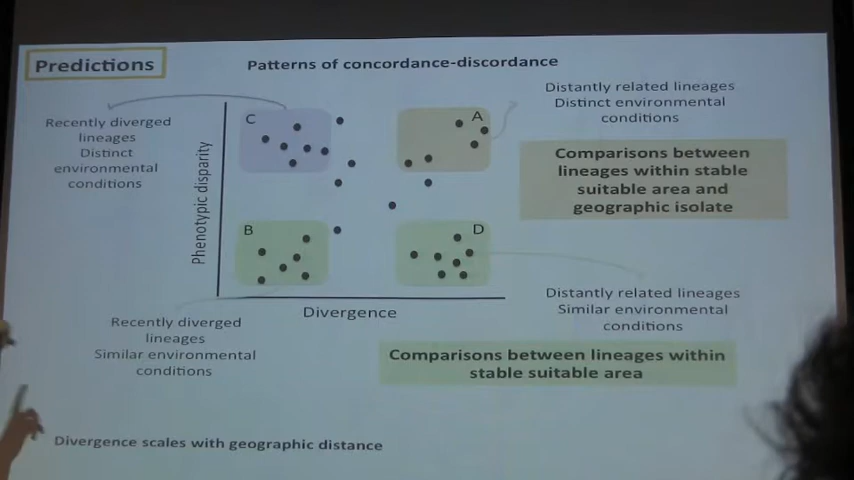 Predictions
Patterns of concordance-discordance
Recently diverged
lineages
Distinct
environmental
conditions
Phenotypic disparity
C
A
B
D
Divergence
Distantly related lineages
Distinct environmental
conditions
Comparisons between
lineages within stable
suitable area and
geographic isolate
Recently diverged
lineages
Similar environmental
conditions
Distantly related lineages
Similar environmental
conditions
Comparisons between lineages within
stable suitable area
Divergence scales with geographic distance